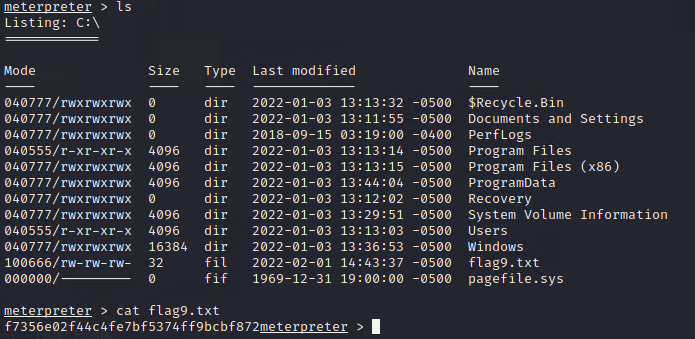 meterpreter > ls
Listing: C:\
============

Mode              Size   Type  Last modified              Name
----              ----   ----  -------------              ----
040777/rwxrwxrwx  0      dir   2022-01-03 13:13:32 -0500  $Recycle.Bin
040777/rwxrwxrwx  0      dir   2022-01-03 13:11:55 -0500  Documents and Settings
040777/rwxrwxrwx  0      dir   2018-09-15 03:19:00 -0400  PerfLogs
040555/r-xr-xr-x  4096   dir   2022-01-03 13:13:14 -0500  Program Files
040777/rwxrwxrwx  4096   dir   2022-01-03 13:13:15 -0500  Program Files (x86)
040777/rwxrwxrwx  4096   dir   2022-01-03 13:44:04 -0500  ProgramData
040777/rwxrwxrwx  0      dir   2022-01-03 13:12:02 -0500  Recovery
040777/rwxrwxrwx  4096   dir   2022-01-03 13:29:51 -0500  System Volume Information
040555/r-xr-xr-x  4096   dir   2022-01-03 13:13:03 -0500  Users
040777/rwxrwxrwx  16384  dir   2022-01-03 13:36:53 -0500  Windows
100666/rw-rw-rw-  32     fil   2022-02-01 14:43:37 -0500  flag9.txt
000000/---------  0      fif   1969-12-31 19:00:00 -0500  pagefile.sys

meterpreter > cat flag9.txt
f7356e02f44c4fe7bf5374ff9bcbf872meterpreter >